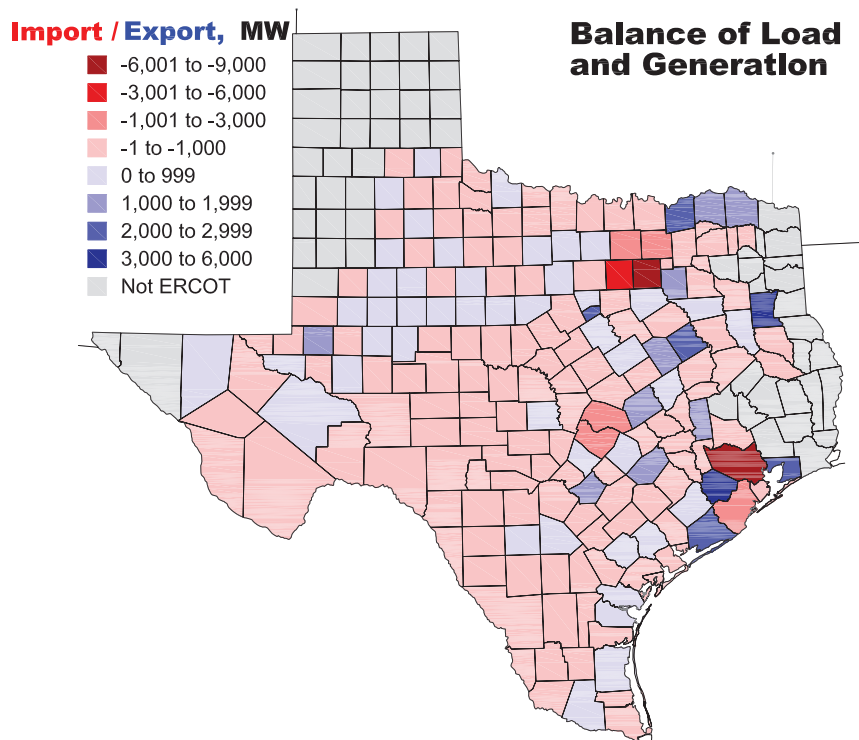 Import / Export, MW
-6,001 to -9,000
-3,001 to -6,000
-1,001 to -3,000
-1 to -1,000
0 to 999
1,000 to 1,999
2,000 to 2,999
3,000 to 6,000
Not ERCOT
Balance of Load
and Generation